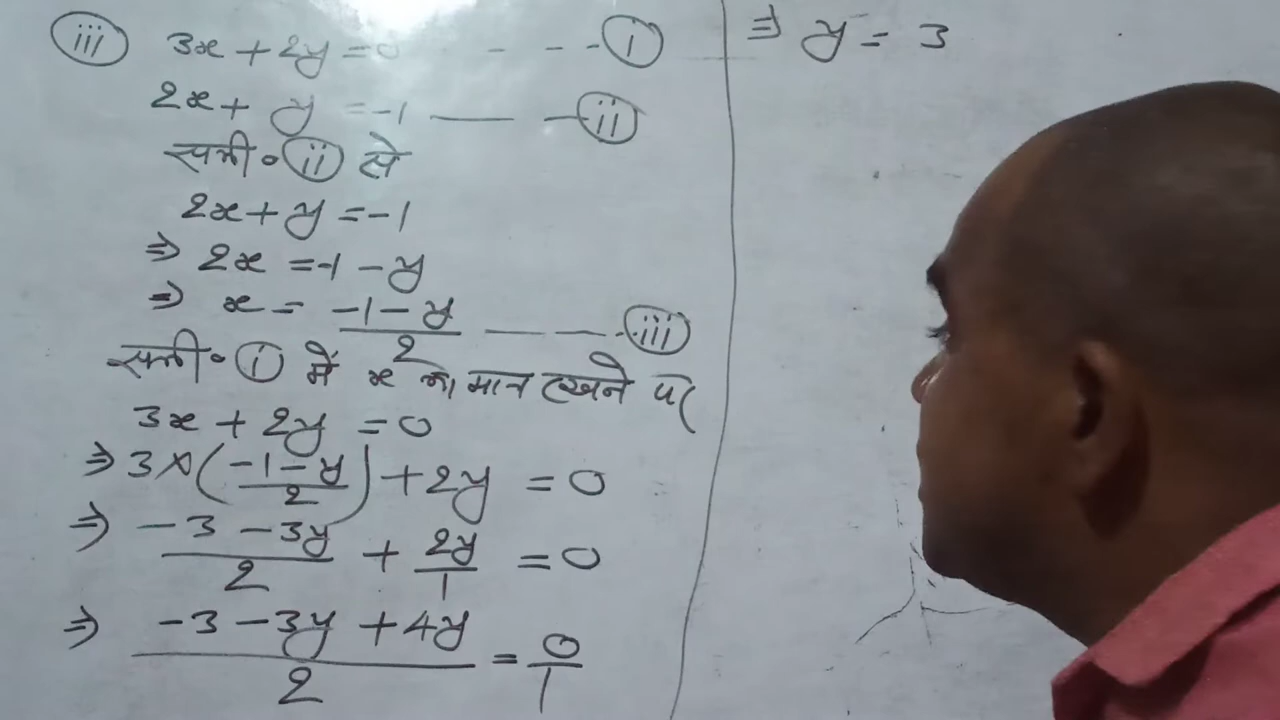 (iii) 3x + 2y = 0 - - - - (i)
2x + y = -1 —— — (ii)
समी॰ (ii) से
2x + y = -1
⇒ 2x = -1 - y
⇒ x = (-1 - y)/2 —— — - (iii)
समी॰ (i) में x का मान रखने पर
3x + 2y = 0
⇒ 3×((-1 - y)/2) + 2y = 0
⇒ (-3 - 3y)/2 + 2y/1 = 0
⇒ (-3 - 3y + 4y)/2 = 0/1
⇒ y = 3